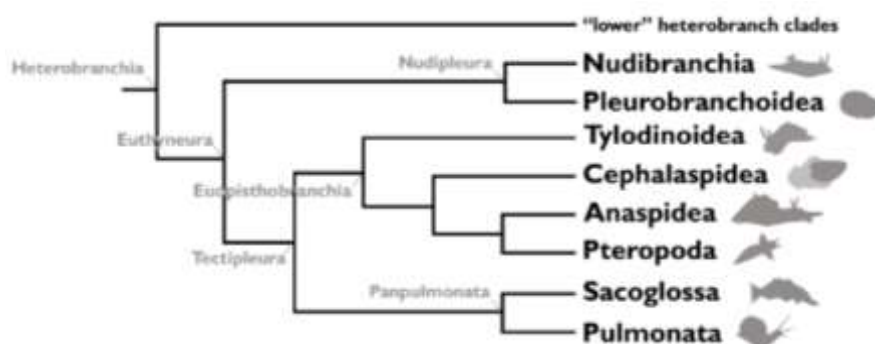 "lower" heterobranch clades
Heterobranchia
Nudipleura
Nudibranchia
Pleurobranchoidea
Euthyneura
Tylodinoidea
Cephalaspidea
Euopisthobranchia
Anaspidea
Tectipleura
Pteropoda
Panpulmonata
Sacoglossa
Pulmonata